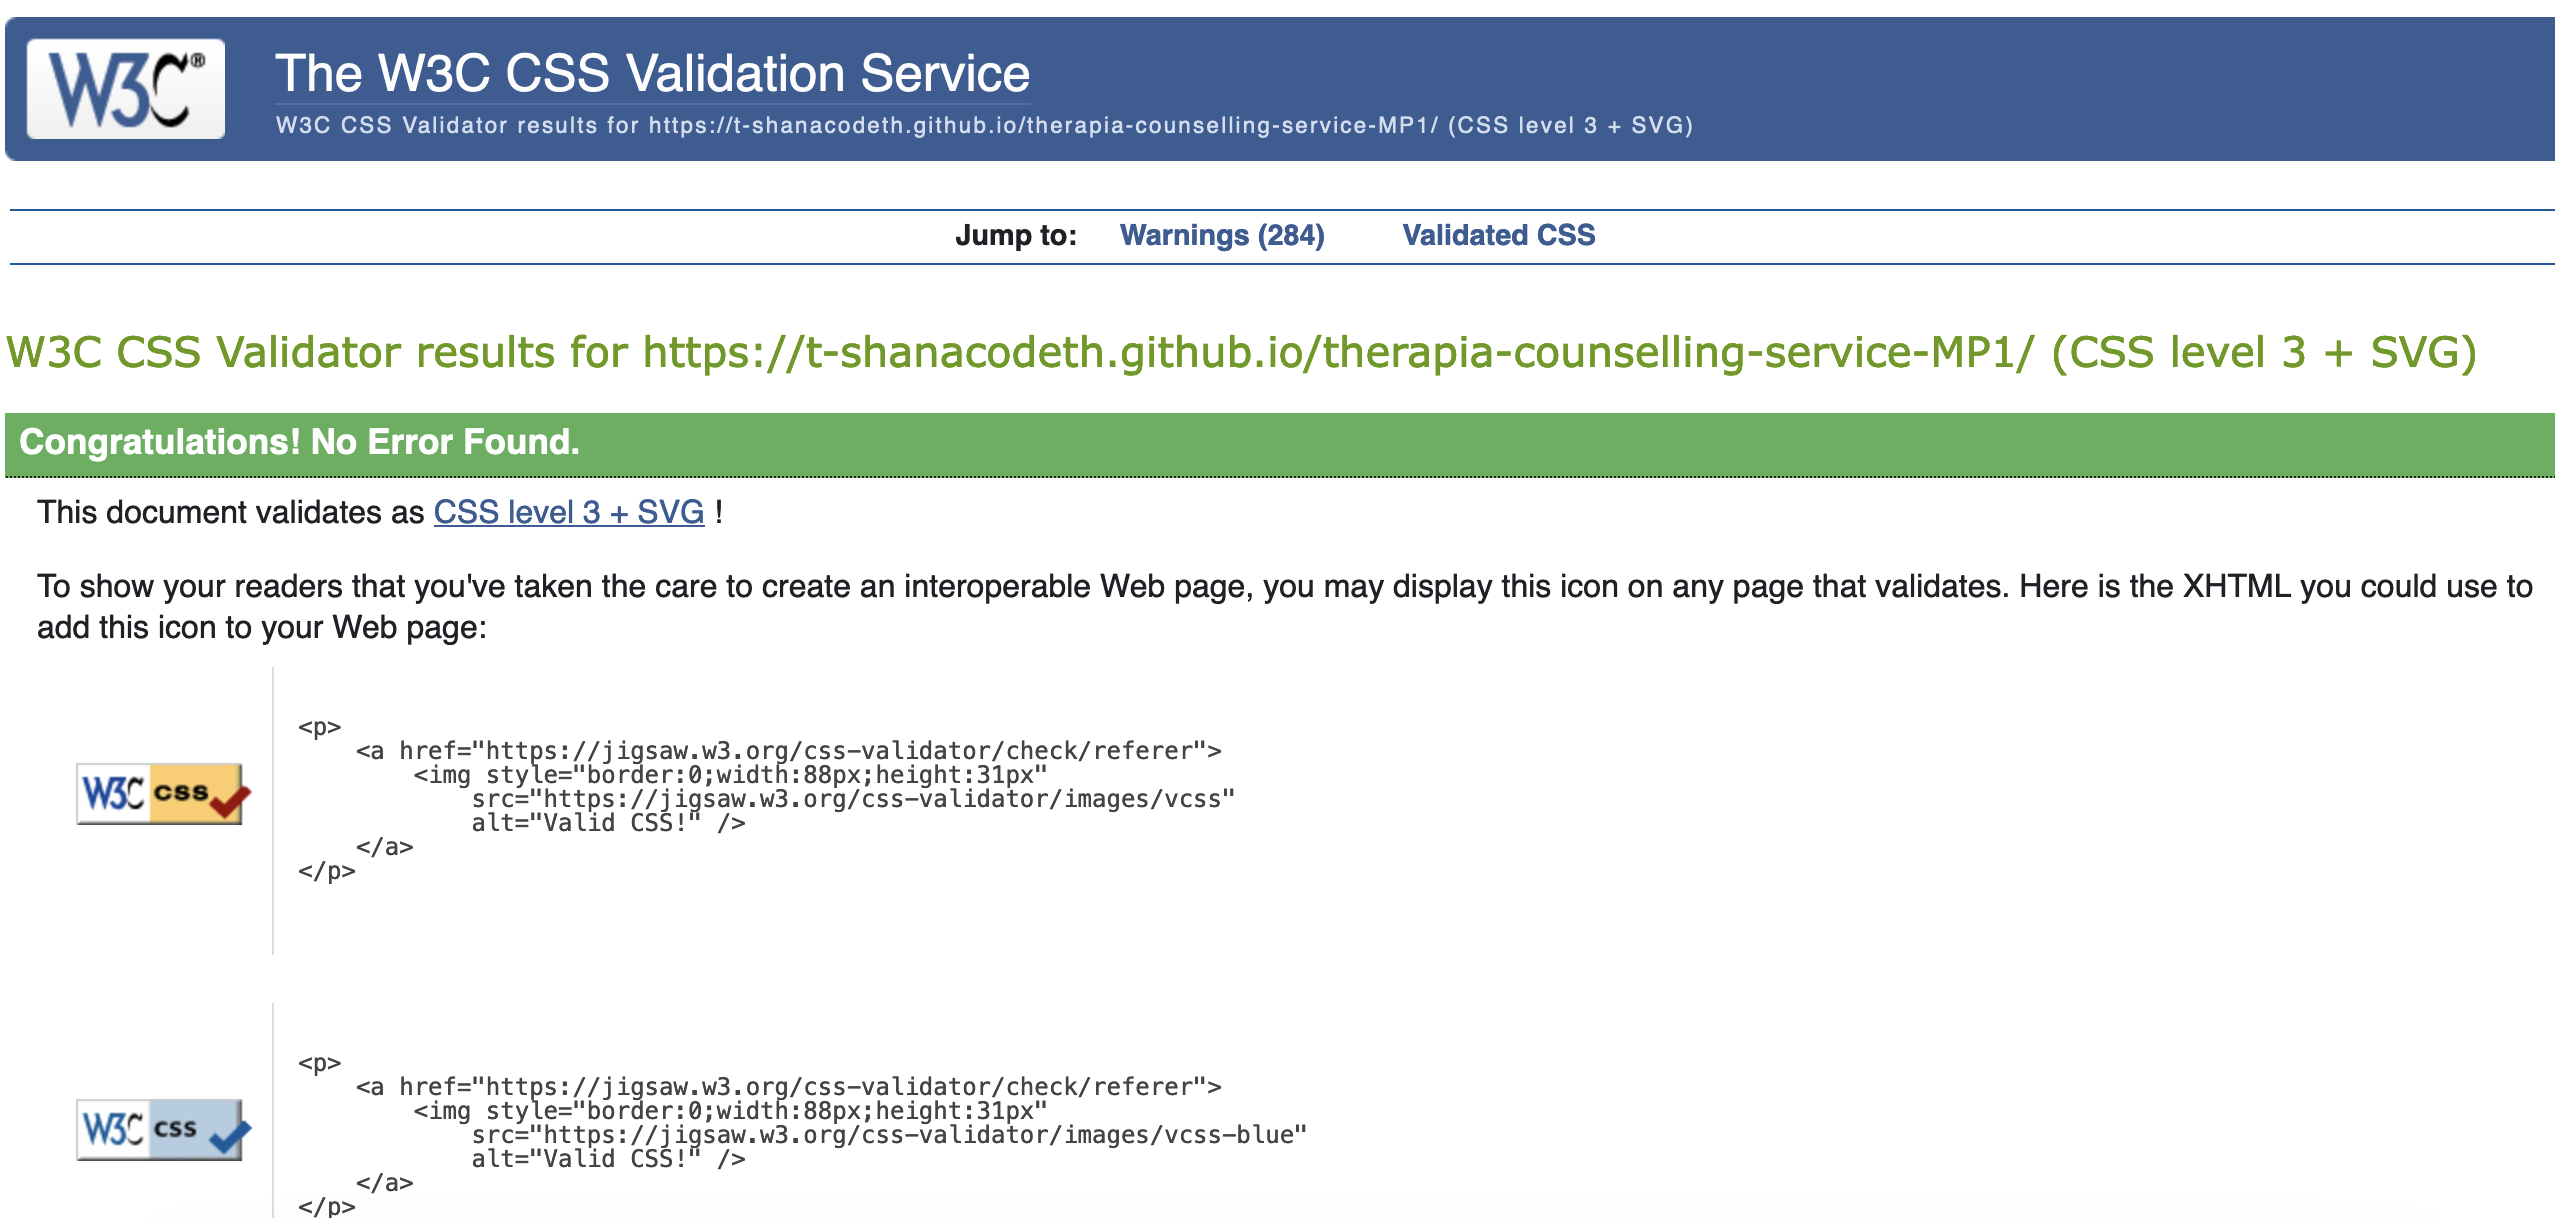 W3C®
The W3C CSS Validation Service
W3C CSS Validator results for https://t-shanacodeth.github.io/therapia-counselling-service-MP1/ (CSS level 3 + SVG)
Jump to: Warnings (284) Validated CSS
W3C CSS Validator results for https://t-shanacodeth.github.io/therapia-counselling-service-MP1/ (CSS level 3 + SVG)
Congratulations! No Error Found.
This document validates as CSS level 3 + SVG !
To show your readers that you've taken the care to create an interoperable Web page, you may display this icon on any page that validates. Here is the XHTML you could use to
add this icon to your Web page:
W3C css
<p>
    <a href="https://jigsaw.w3.org/css-validator/check/referer">
        <img style="border:0;width:88px;height:31px"
            src="https://jigsaw.w3.org/css-validator/images/vcss"
            alt="Valid CSS!" />
    </a>
</p>
W3C css
<p>
    <a href="https://jigsaw.w3.org/css-validator/check/referer">
        <img style="border:0;width:88px;height:31px"
            src="https://jigsaw.w3.org/css-validator/images/vcss-blue"
            alt="Valid CSS!" />
    </a>
</p>